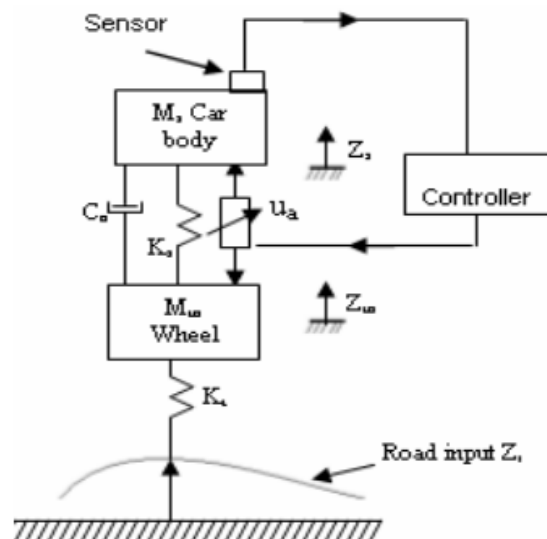 Sensor
Mₛ Car
body
Zₛ
Controller
Cₛ
Kₛ
uₐ
Mᵤₛ
Wheel
Zᵤₛ
Kₜ
Road input Zᵣ